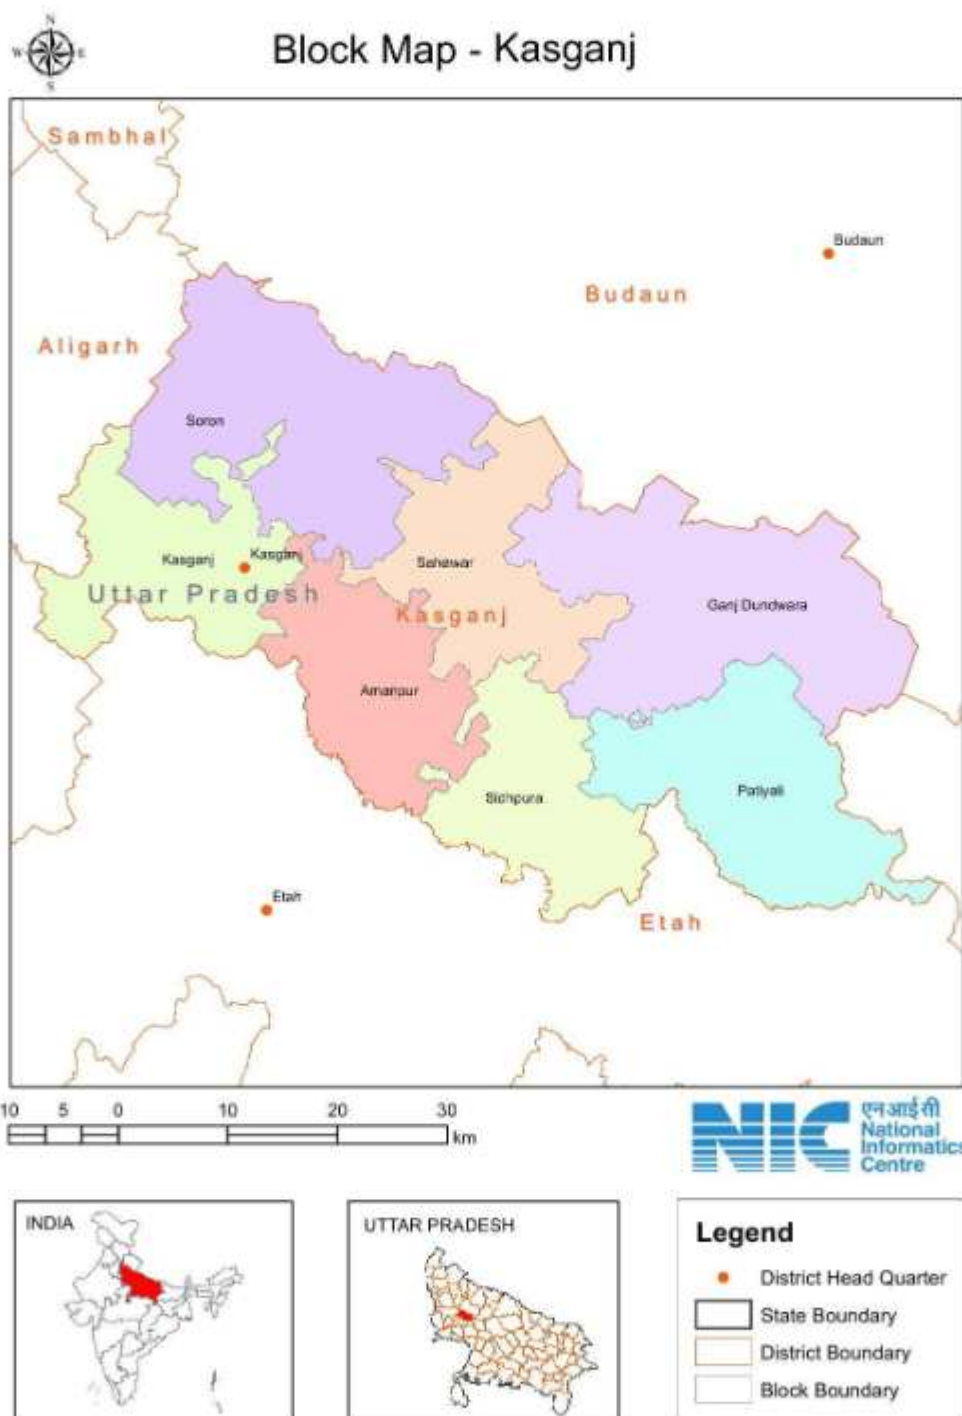 N
W E
S
Block Map - Kasganj
Sambhal
Budaun
Budaun
Aligarh
Soron
Kasganj
Kasganj
Sahawar
Uttar Pradesh
Kasganj
Ganj Dundwara
Amanpur
Sidhpura
Patiyali
Etah
Etah
10 5 0 10 20 30
km
NIC
एनआईसी
National
Informatics
Centre
INDIA
UTTAR PRADESH
Legend
District Head Quarter
State Boundary
District Boundary
Block Boundary